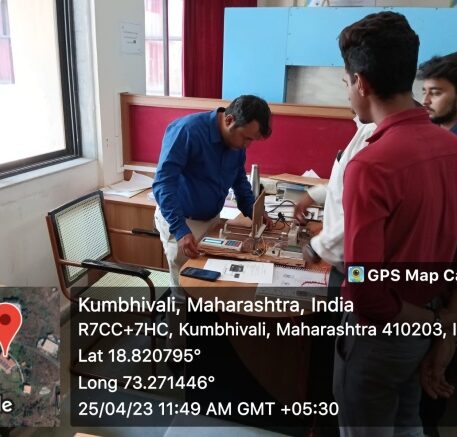 GPS Map Ca
Kumbhivali, Maharashtra, India
R7CC+7HC, Kumbhivali, Maharashtra 410203, I
Lat 18.820795°
Long 73.271446°
25/04/23 11:49 AM GMT +05:30
le